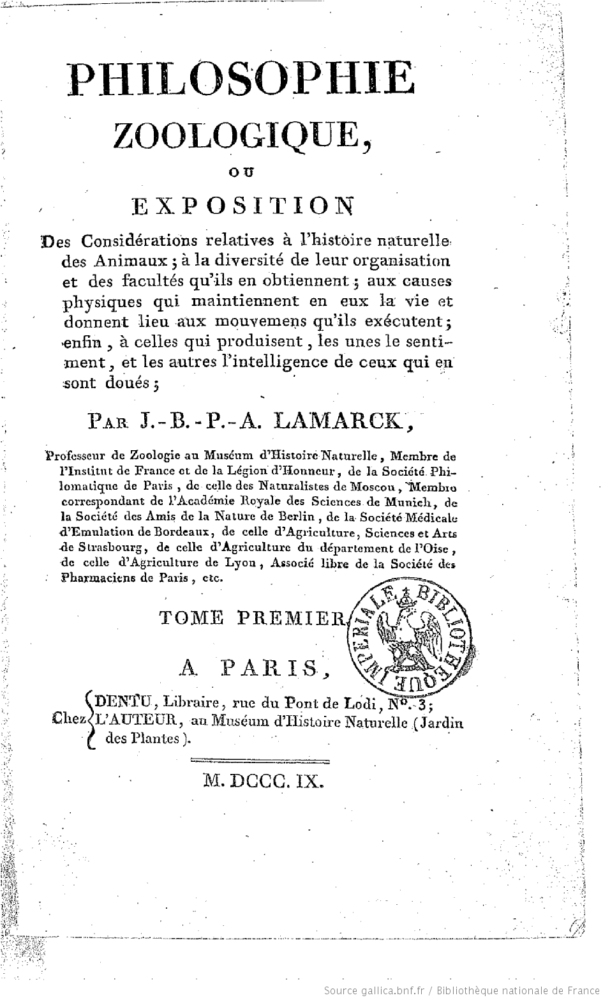 PHILOSOPHIE
ZOOLOGIQUE,
OU
EXPOSITION
Des Considérations relatives à l'histoire naturelle
des Animaux ; à la diversité de leur organisation
et des facultés qu'ils en obtiennent ; aux causes
physiques qui maintiennent en eux la vie et
donnent lieu aux mouvemens qu'ils exécutent ;
enfin , à celles qui produisent , les unes le senti-
ment , et les autres l'intelligence de ceux qui en
sont doués ;
PAR J.-B.-P.-A. LAMARCK,
Professeur de Zoologie au Muséum d'Histoire Naturelle , Membre de
l'Institut de France et de la Légion d'Honneur , de la Société Phi-
lomatique de Paris , de celle des Naturalistes de Moscou , Membre
correspondant de l'Académie Royale des Sciences de Munich, de
la Société des Amis de la Nature de Berlin , de la Société Médicale
d'Emulation de Bordeaux, de celle d'Agriculture, Sciences et Arts
de Strasbourg, de celle d'Agriculture du département de l'Oise ,
de celle d'Agriculture de Lyon , Associé libre de la Société des
Pharmaciens de Paris , etc.
TOME PREMIER
BIBLIOTHÈQUE IMPÉRIALE
A PARIS,
Chez { DENTU, Libraire, rue du Pont de Lodi, N°. 3;
L'AUTEUR, au Muséum d'Histoire Naturelle (Jardin
des Plantes ).
M. DCCC. IX.
Source gallica.bnf.fr / Bibliothèque nationale de France